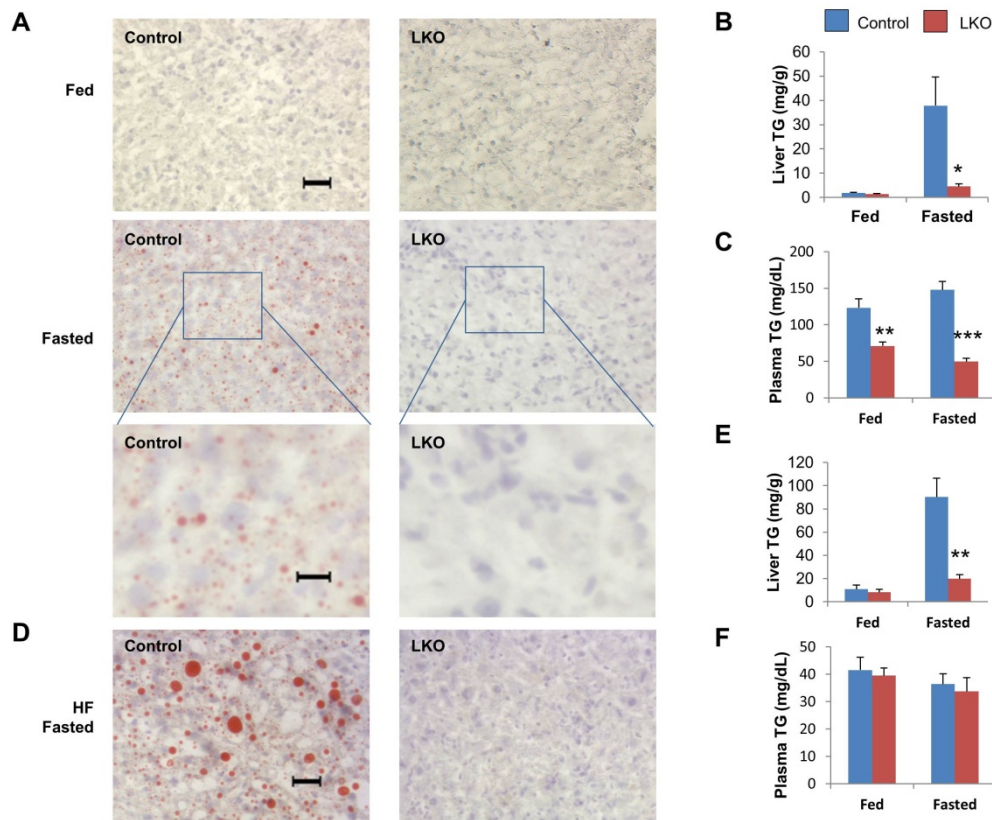 A
Control
LKO
Fed
Control
LKO
Fasted
Control
LKO
D
Control
LKO
HF
Fasted
B
Control
LKO
Liver TG (mg/g)
60
50
40
30
20
10
0
*
Fed
Fasted
C
Plasma TG (mg/dL)
200
150
100
50
0
**
***
Fed
Fasted
E
Liver TG (mg/g)
120
100
80
60
40
20
0
**
Fed
Fasted
F
Plasma TG (mg/dL)
50
40
30
20
10
0
Fed
Fasted